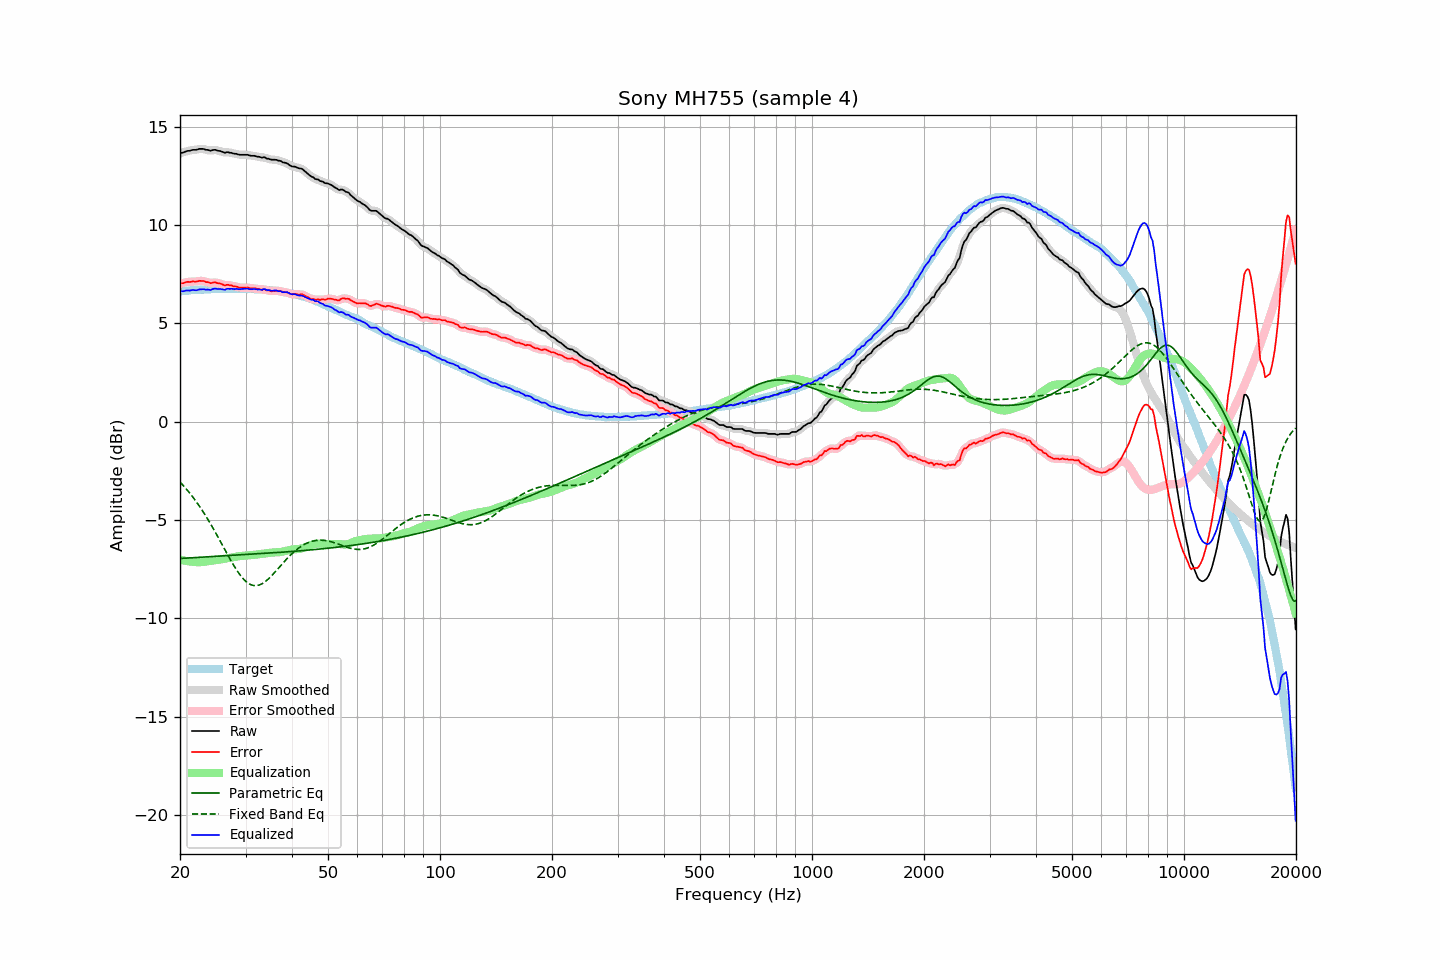 Sony MH755 (sample 4)
Amplitude (dBr)
15
10
5
0
−5
−10
−15
−20
Target
Raw Smoothed
Error Smoothed
Raw
Error
Equalization
Parametric Eq
Fixed Band Eq
Equalized
20 50 100 200 500 1000 2000 5000 10000 20000
Frequency (Hz)